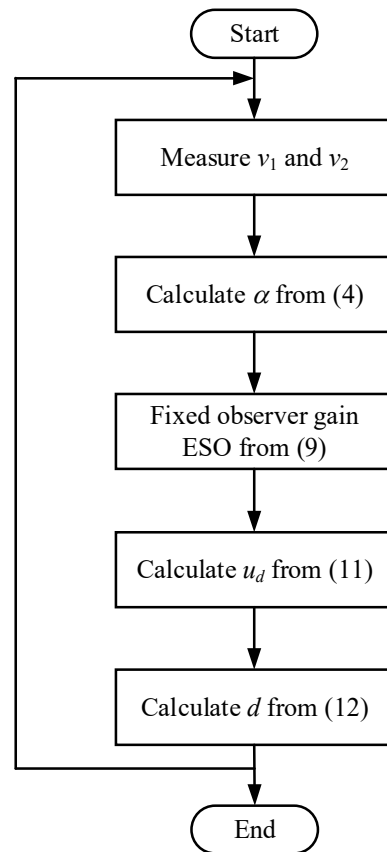 Start
Measure v₁ and v₂
Calculate α from (4)
Fixed observer gain
ESO from (9)
Calculate u_d from (11)
Calculate d from (12)
End